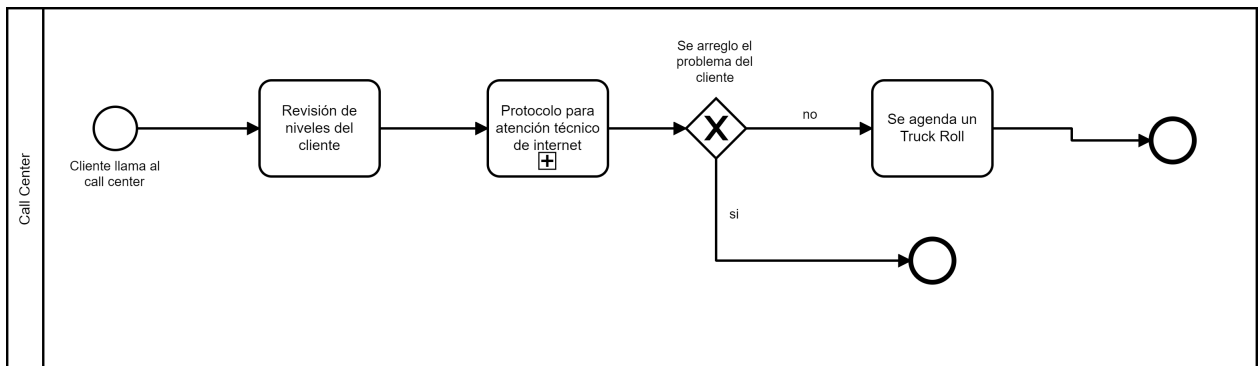 Call Center
Cliente llama al
call center
Revisión de
niveles del
cliente
Protocolo para
atención técnico
de internet
Se arreglo el
problema del
cliente
no
si
Se agenda un
Truck Roll